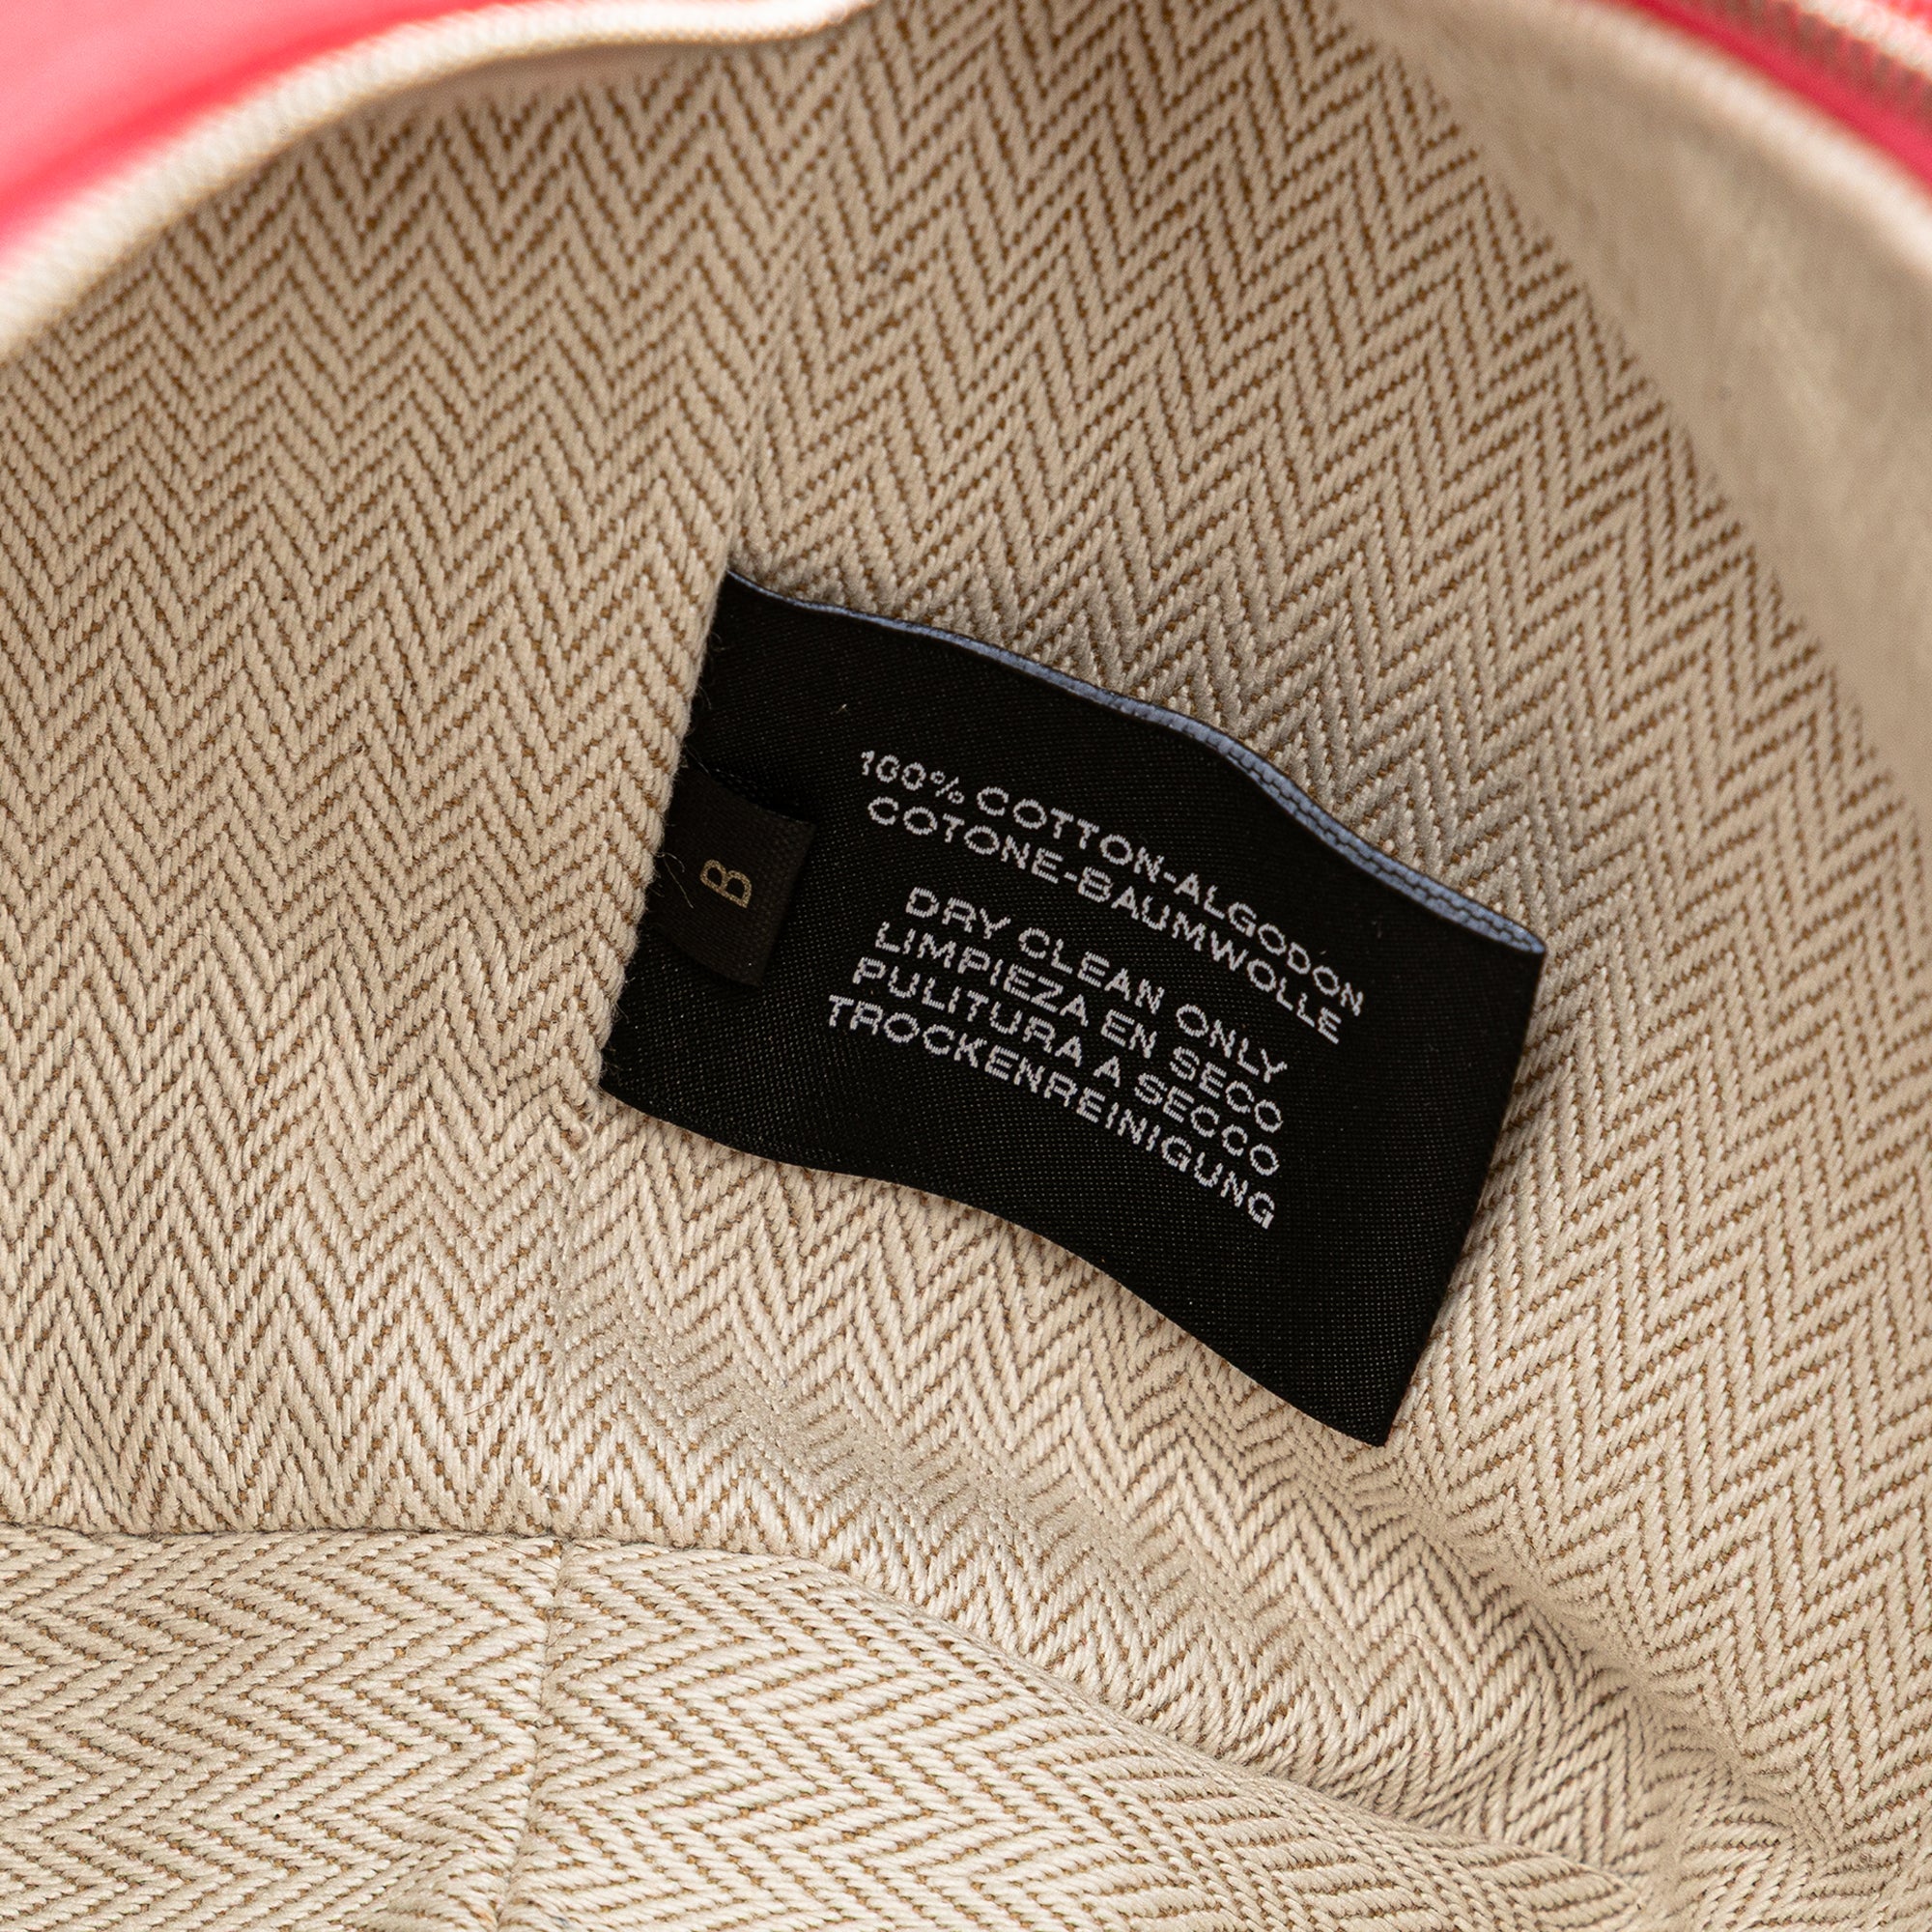 100% COTTON-ALGODON
COTONE-BAUMWOLLE
DRY CLEAN ONLY
LIMPIEZA EN SECO
PULITURA A SECCO
TROCKENREINIGUNG
B